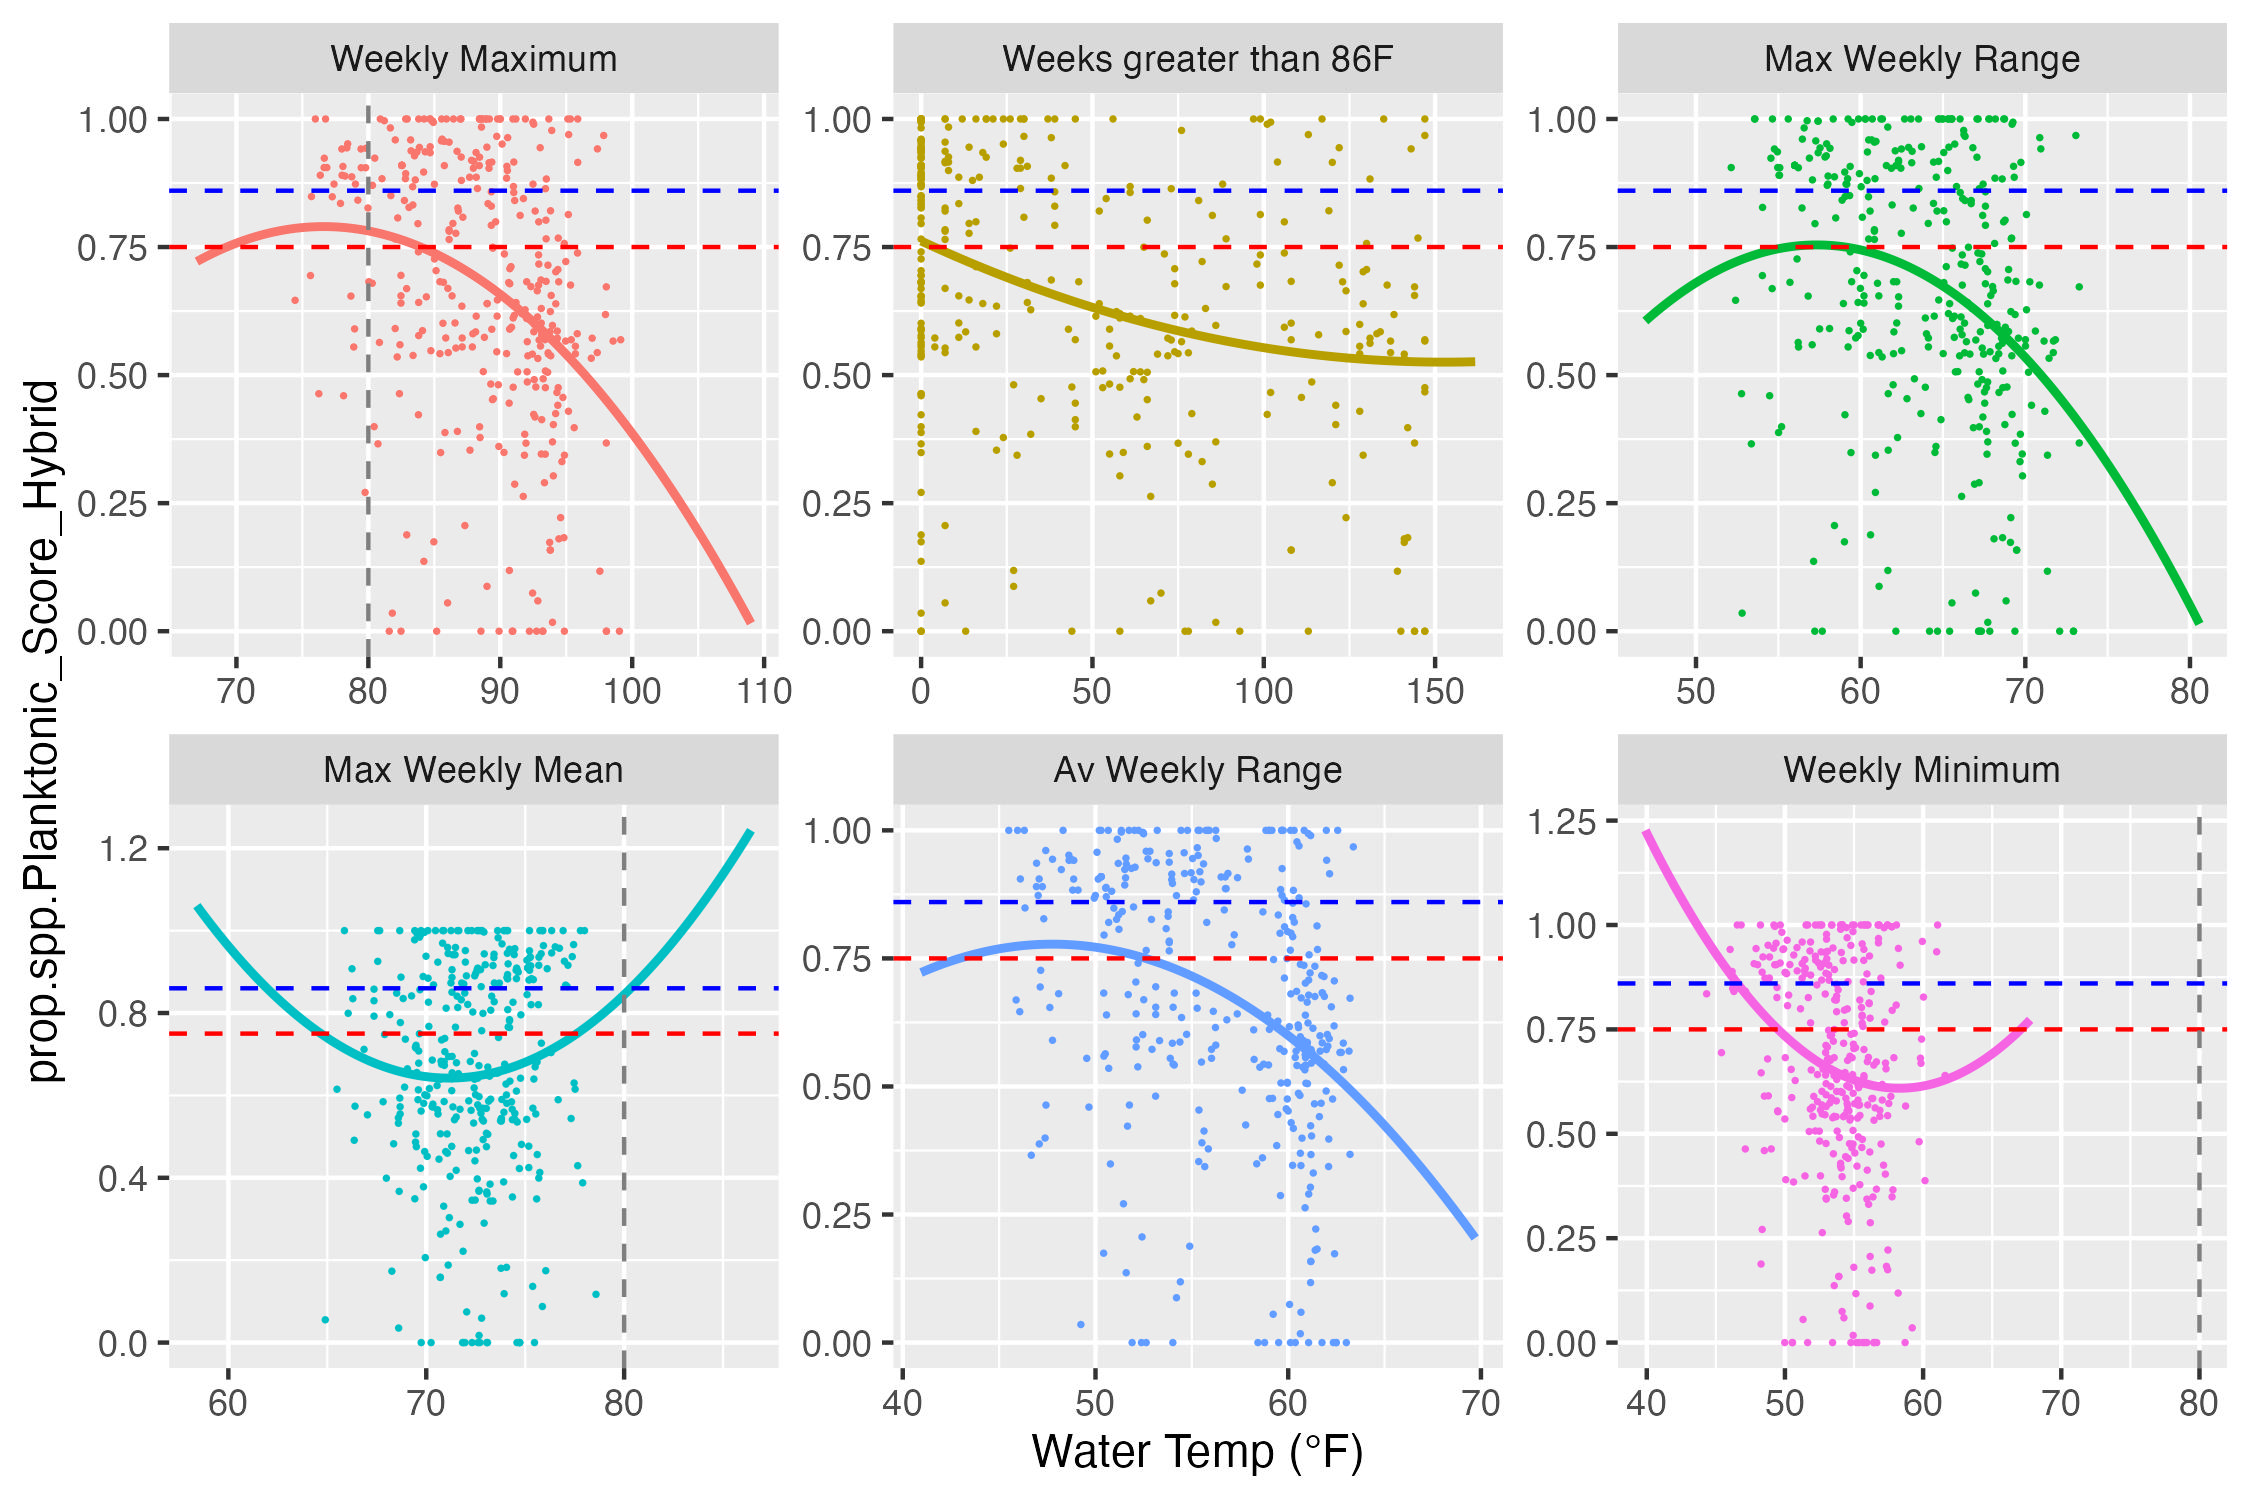 prop.spp.Planktonic_Score_Hybrid
Weekly Maximum
1.00
0.75
0.50
0.25
0.00
70 80 90 100 110
Weeks greater than 86F
1.00
0.75
0.50
0.25
0.00
0 50 100 150
Max Weekly Range
1.00
0.75
0.50
0.25
0.00
50 60 70 80
Max Weekly Mean
1.2
0.8
0.4
0.0
60 70 80
Av Weekly Range
1.00
0.75
0.50
0.25
0.00
40 50 60 70
Weekly Minimum
1.25
1.00
0.75
0.50
0.25
0.00
40 50 60 70 80
Water Temp (°F)